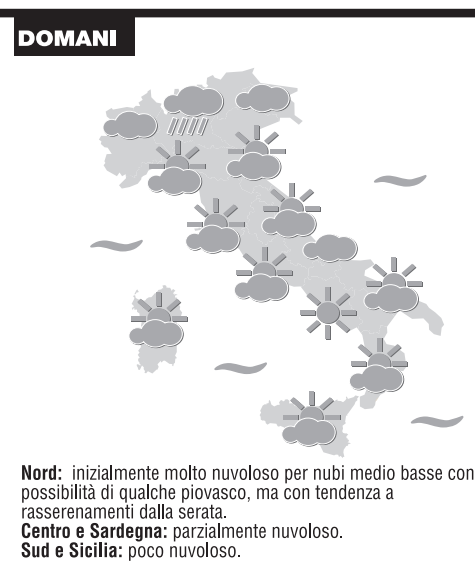 DOMANI
Nord: inizialmente molto nuvoloso per nubi medio basse con
possibilità di qualche piovasco, ma con tendenza a
rasserenamenti dalla serata.
Centro e Sardegna: parzialmente nuvoloso.
Sud e Sicilia: poco nuvoloso.